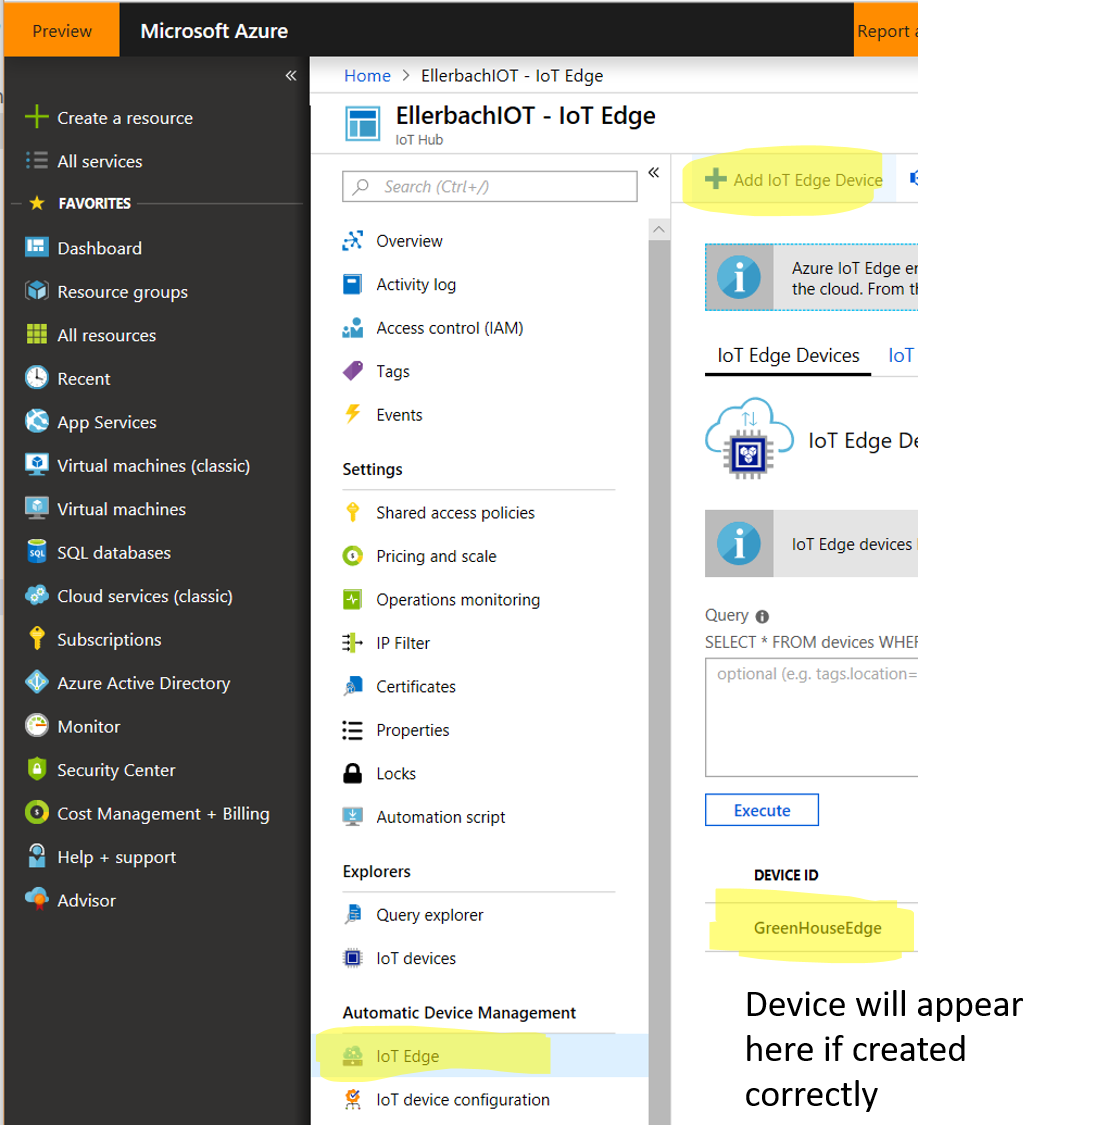 Preview
Microsoft Azure
Report a
Create a resource
All services
FAVORITES
Dashboard
Resource groups
All resources
Recent
App Services
Virtual machines (classic)
Virtual machines
SQL databases
Cloud services (classic)
Subscriptions
Azure Active Directory
Monitor
Security Center
Cost Management + Billing
Help + support
Advisor
Home > EllerbachIOT - IoT Edge
EllerbachIOT - IoT Edge
IoT Hub
Search (Ctrl+/)
Overview
Activity log
Access control (IAM)
Tags
Events
Settings
Shared access policies
Pricing and scale
Operations monitoring
IP Filter
Certificates
Properties
Locks
Automation script
Explorers
Query explorer
IoT devices
Automatic Device Management
IoT Edge
IoT device configuration
Add IoT Edge Device
Azure IoT Edge en
the cloud. From th
IoT Edge Devices IoT
IoT Edge De
IoT Edge devices
Query
SELECT * FROM devices WHER
optional (e.g. tags.location=
Execute
DEVICE ID
GreenHouseEdge
Device will appear
here if created
correctly